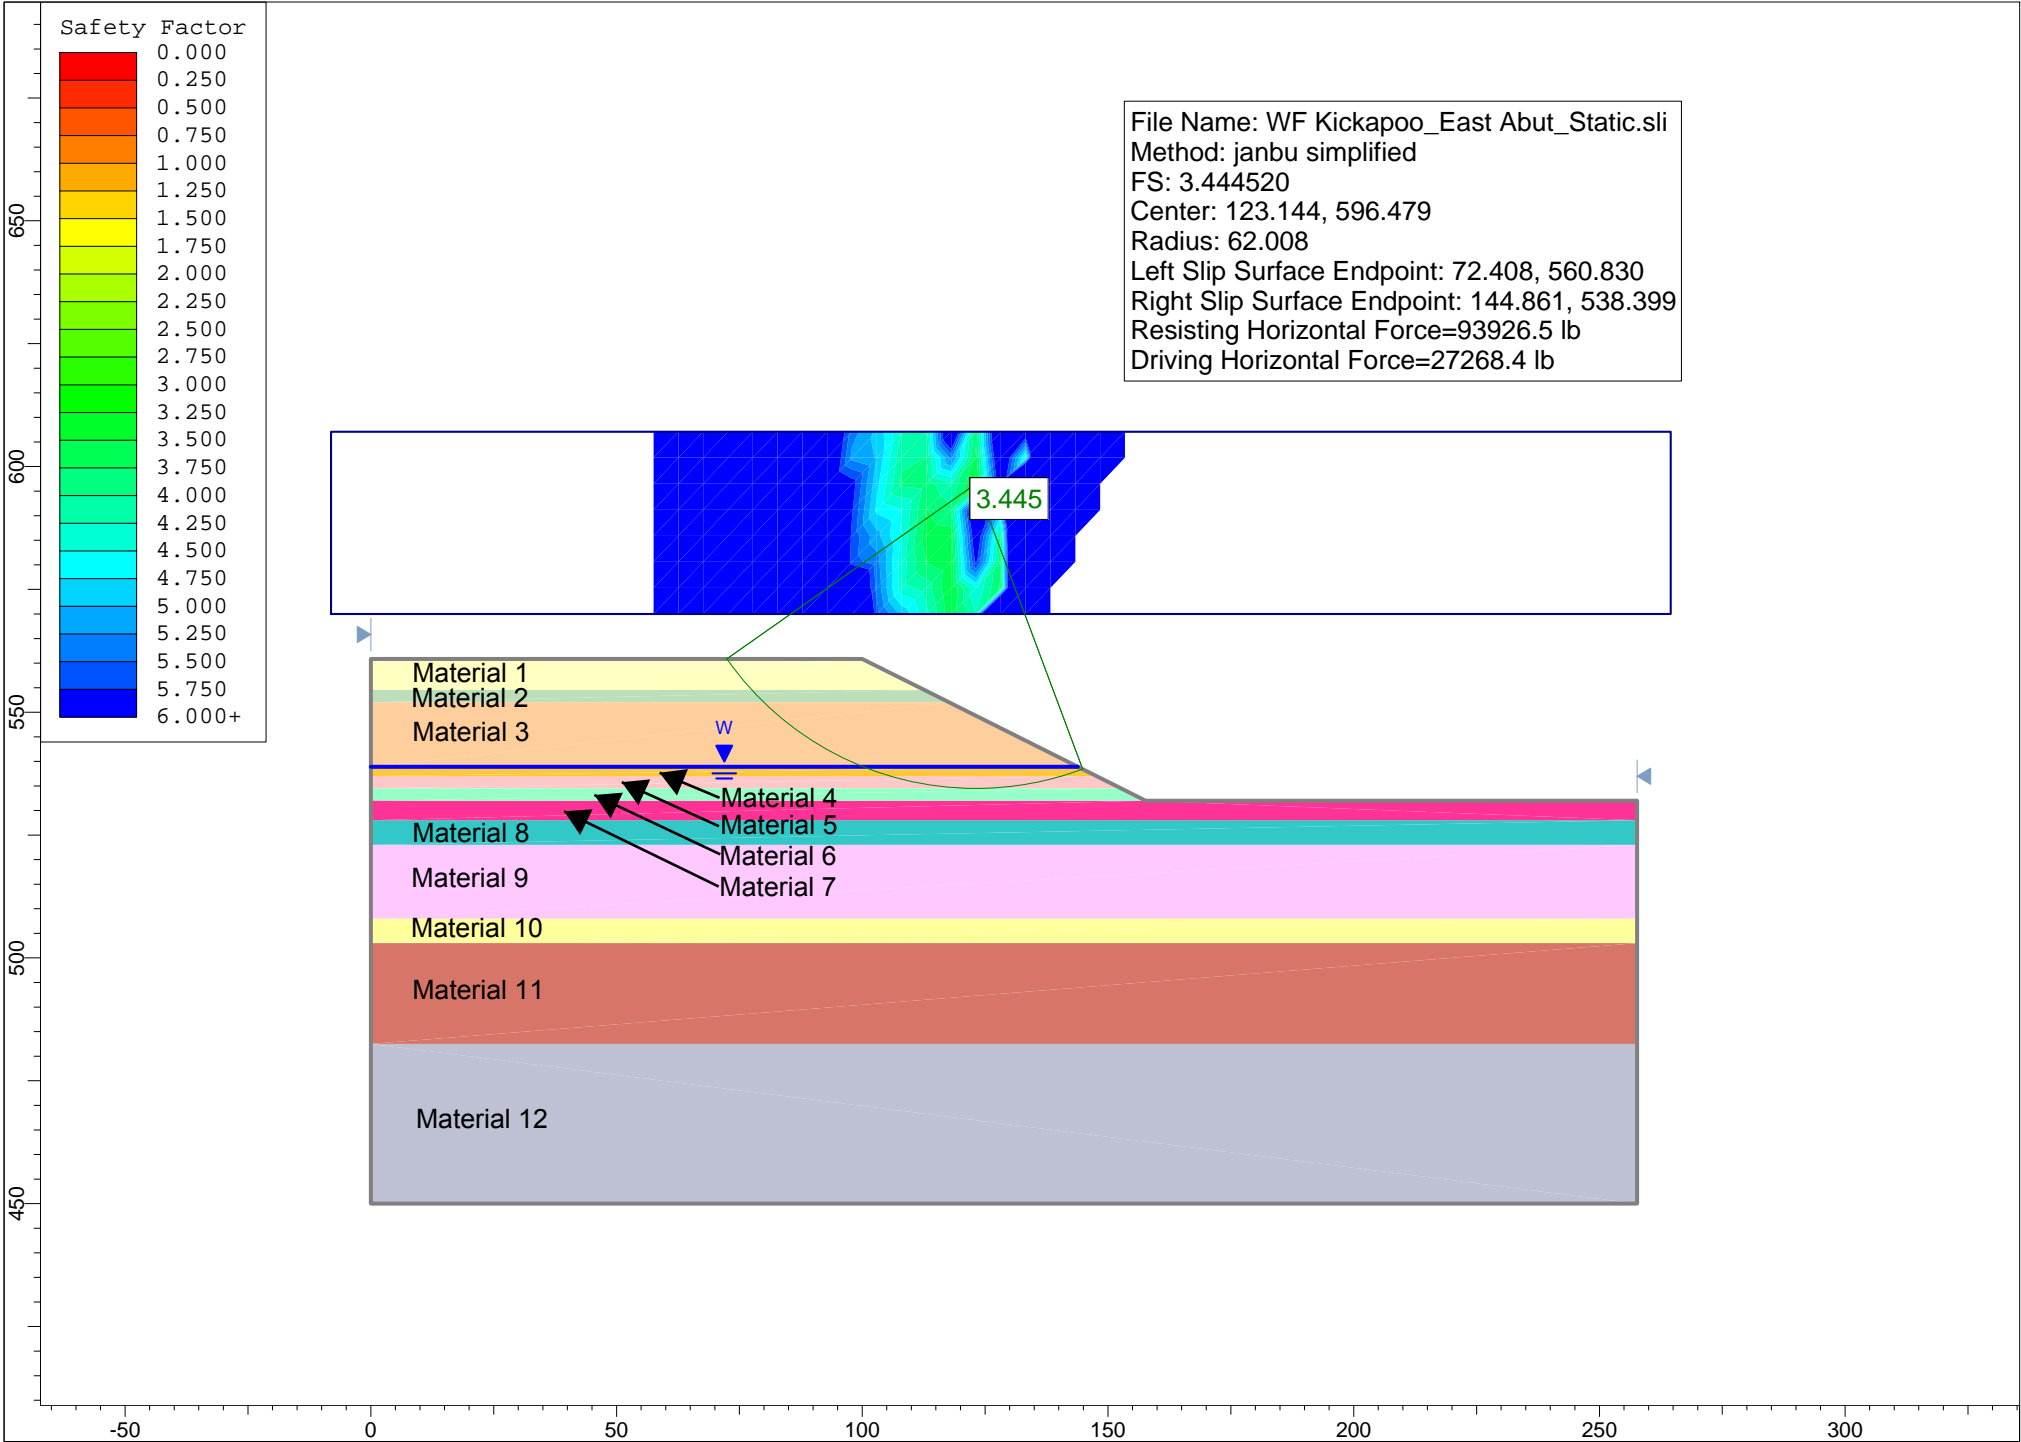 Safety Factor
0.000
0.250
0.500
0.750
1.000
1.250
1.500
1.750
2.000
2.250
2.500
2.750
3.000
3.250
3.500
3.750
4.000
4.250
4.500
4.750
5.000
5.250
5.500
5.750
6.000+
File Name: WF Kickapoo_East Abut_Static.sli
Method: janbu simplified
FS: 3.444520
Center: 123.144, 596.479
Radius: 62.008
Left Slip Surface Endpoint: 72.408, 560.830
Right Slip Surface Endpoint: 144.861, 538.399
Resisting Horizontal Force=93926.5 lb
Driving Horizontal Force=27268.4 lb
3.445
Material 1
Material 2
Material 3
W
Material 4
Material 5
Material 6
Material 7
Material 8
Material 9
Material 10
Material 11
Material 12
650
600
550
500
450
-50 0 50 100 150 200 250 300